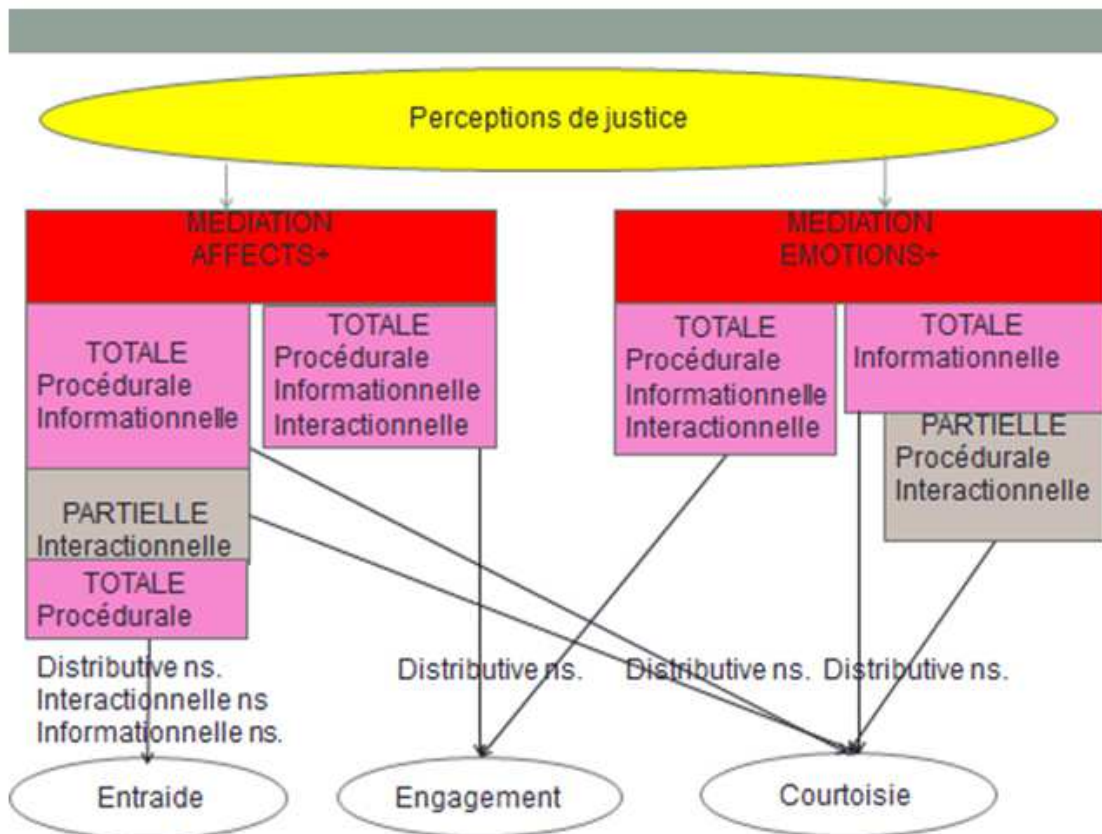 Perceptions de justice
MEDIATION
AFFECTS+
MEDIATION
EMOTIONS+
TOTALE
Procédurale
Informationnelle
TOTALE
Procédurale
Informationnelle
Interactionnelle
TOTALE
Procédurale
Informationnelle
Interactionnelle
TOTALE
Informationnelle
PARTIELLE
Procédurale
Interactionnelle
PARTIELLE
Interactionnelle
TOTALE
Procédurale
Distributive ns.
Interactionnelle ns
Informationnelle ns.
Distributive ns.
Distributive ns.
Distributive ns.
Entraide
Engagement
Courtoisie